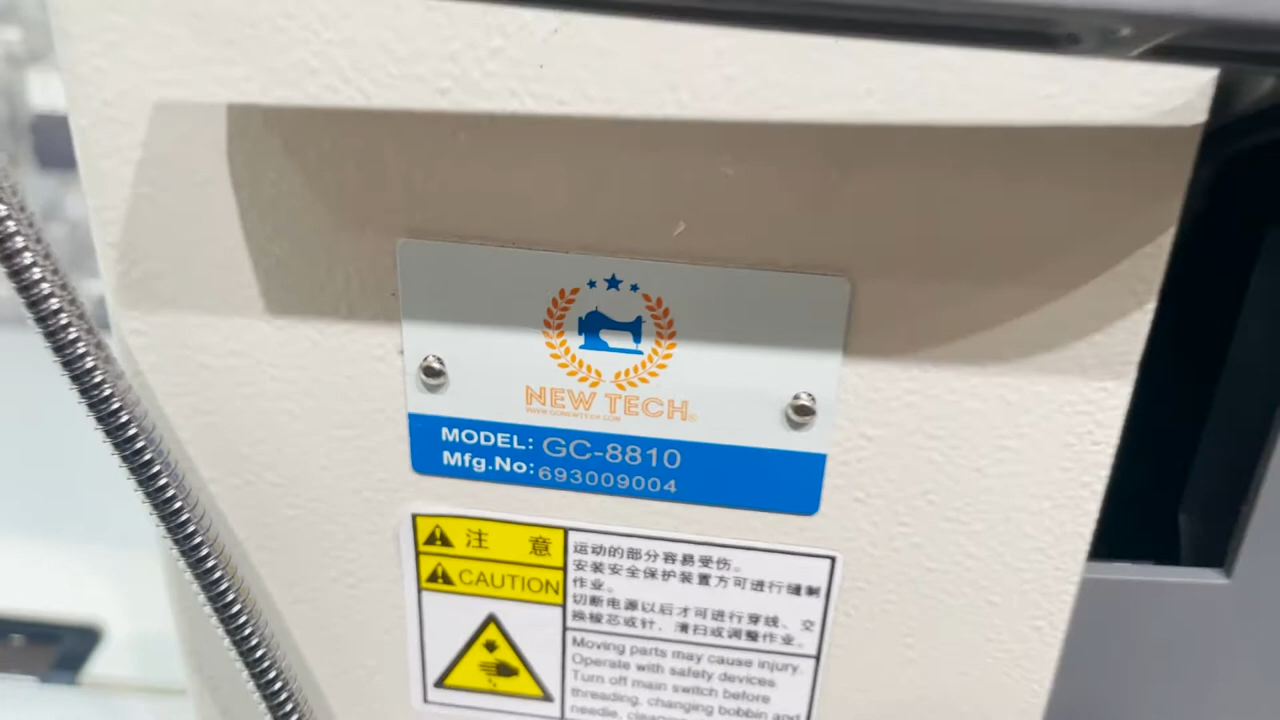 NEW TECH®
MODEL: GC-8810
Mfg.No: 693009004
注 意
CAUTION
运动的部分容易受伤。
安装安全保护装置方可进行缝制
作业。
切断电源以后才可进行穿线、交
换梭芯或针、清扫或调整作业。
Moving parts may cause injury.
Operate with safety devices
Turn off main switch before
threading, changing bobbin and
needle,